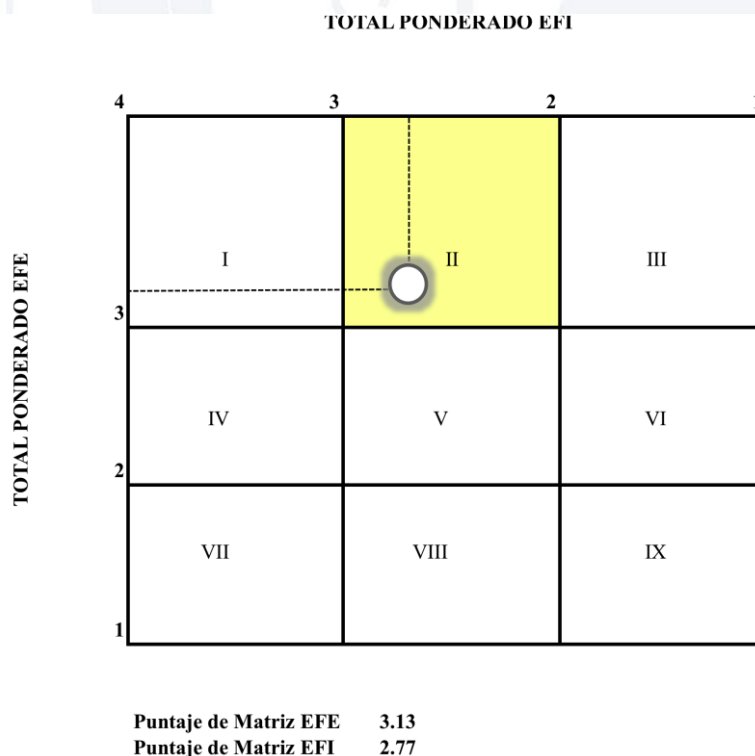 TOTAL PONDERADO EFI
4 3 2
I II III
TOTAL PONDERADO EFE
3
IV V VI
2
VII VIII IX
1
Puntaje de Matriz EFE 3.13
Puntaje de Matriz EFI 2.77